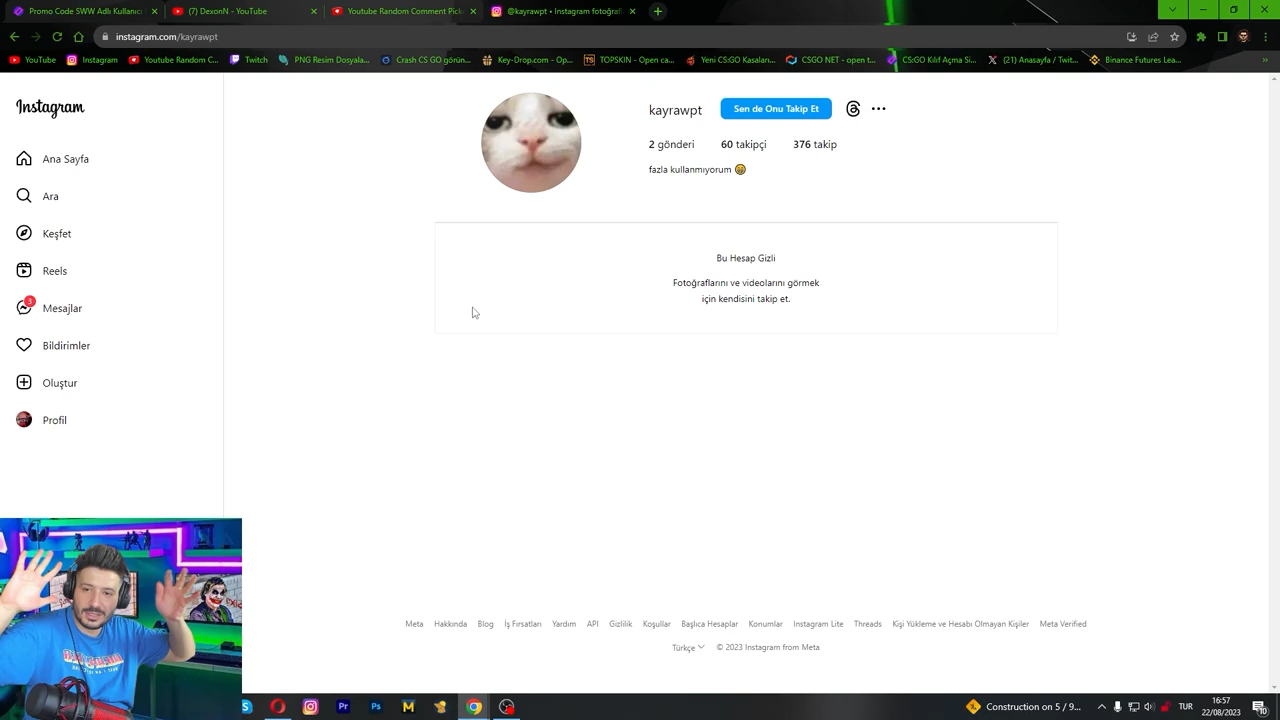 Promo Code SWW Adlı Kullanıcı
(7) DexonN - YouTube
Youtube Random Comment Pick
@kayrawpt • Instagram fotoğraf
instagram.com/kayrawpt
YouTube
Instagram
Youtube Random C...
Twitch
PNG Resim Dosyala...
Crash CS GO görün...
Key-Drop.com - Op...
TOPSKIN - Open ca...
Yeni CS:GO Kasaları...
CSGO NET - open t...
CS:GO Kılıf Açma Si...
(21) Anasayfa / Twit...
Binance Futures Lea...
Instagram
kayrawpt
Sen de Onu Takip Et
2 gönderi 60 takipçi 376 takip
fazla kullanmıyorum
Ana Sayfa
Ara
Keşfet
Reels
3
Mesajlar
Bildirimler
Oluştur
Profil
Bu Hesap Gizli
Fotoğraflarını ve videolarını görmek
için kendisini takip et.
Meta Hakkında Blog İş Fırsatları Yardım API Gizlilik Koşullar Başlıca Hesaplar Konumlar Instagram Lite Threads Kişi Yükleme ve Hesabı Olmayan Kişiler Meta Verified
Türkçe © 2023 Instagram from Meta
Construction on 5 / 9...
TUR
16:57
22/08/2023
10